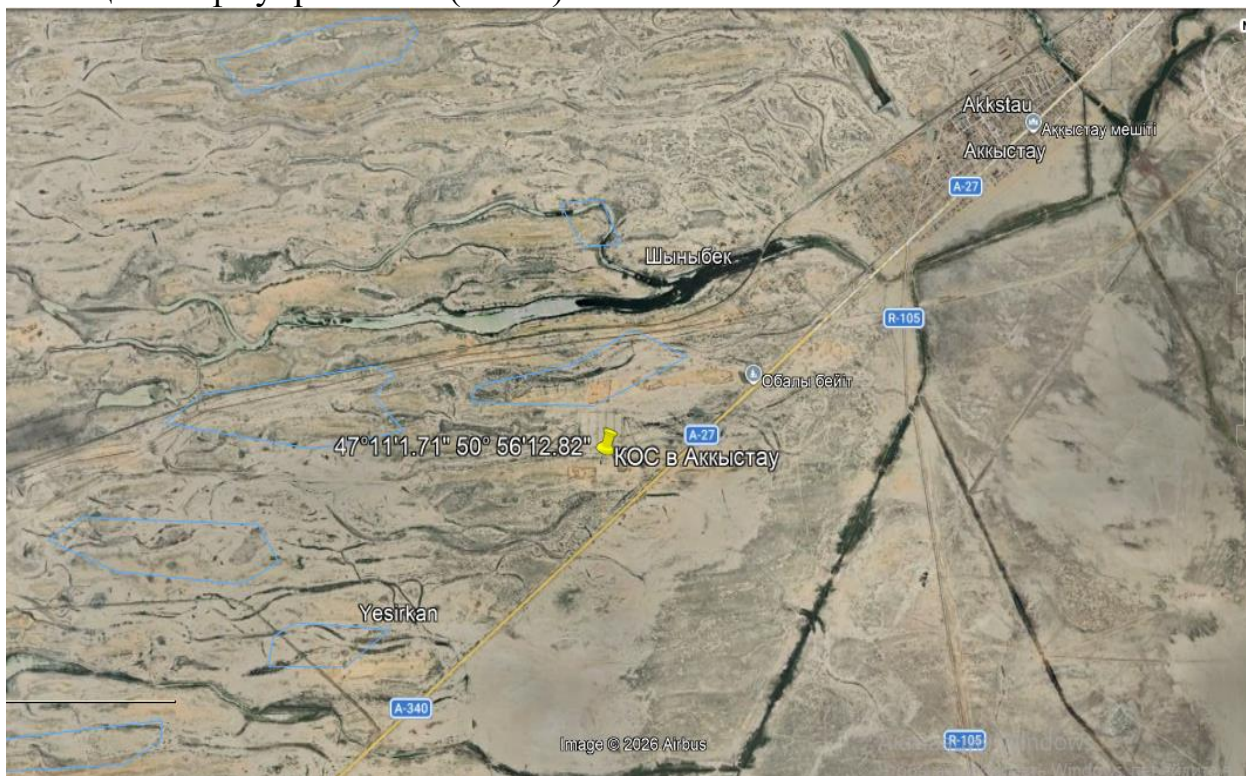 Akkstau
Аққыстау мешіті
Аккыстау
A-27
Шыныбек
R-105
Обалы бейіт
A-27
47°11'1.71" 50° 56'12.82"
КОС в Аккыстау
Yesirkan
A-340
Image © 2026 Airbus
R-105